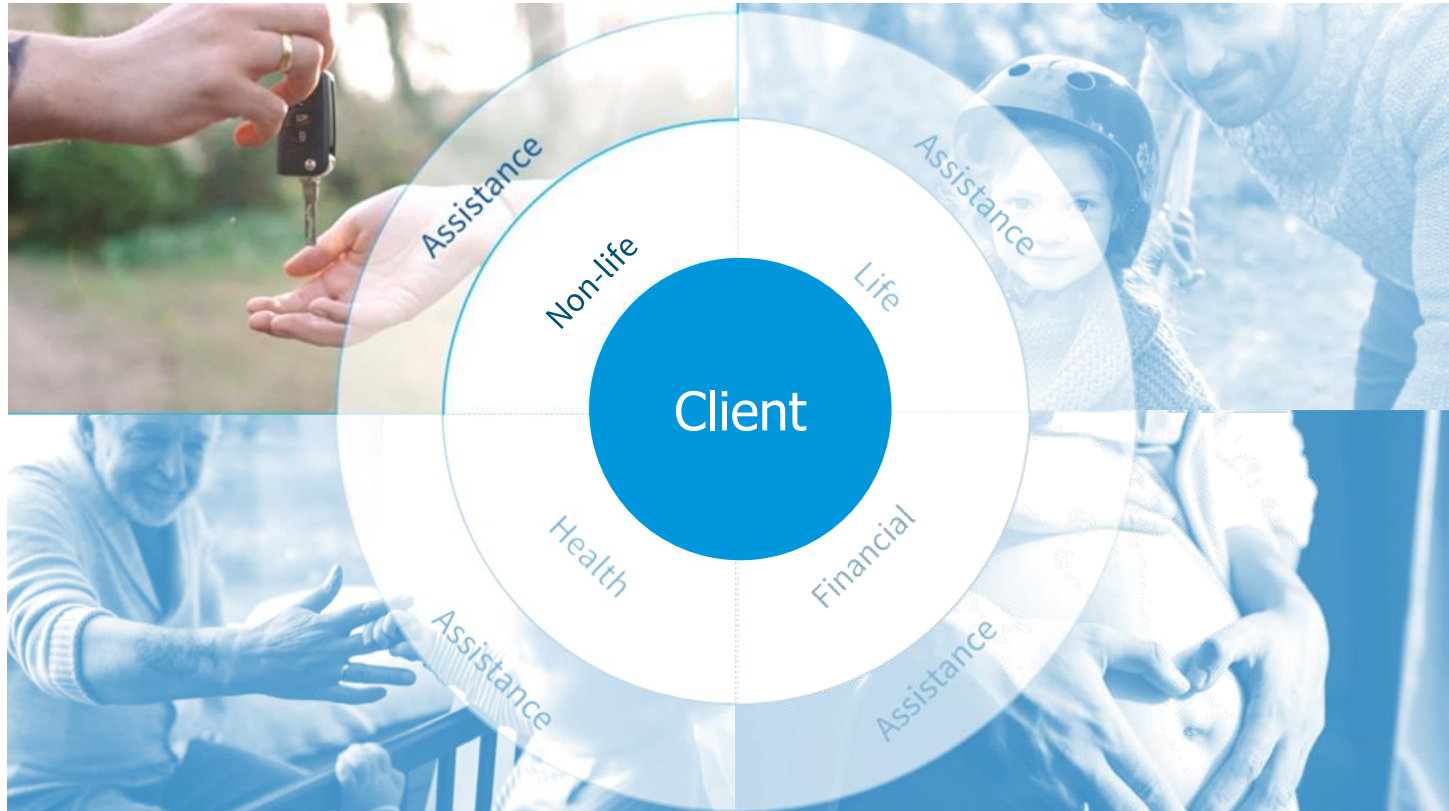 Assistance
Assistance
Non-life
Life
Client
Health
Financial
Assistance
Assistance